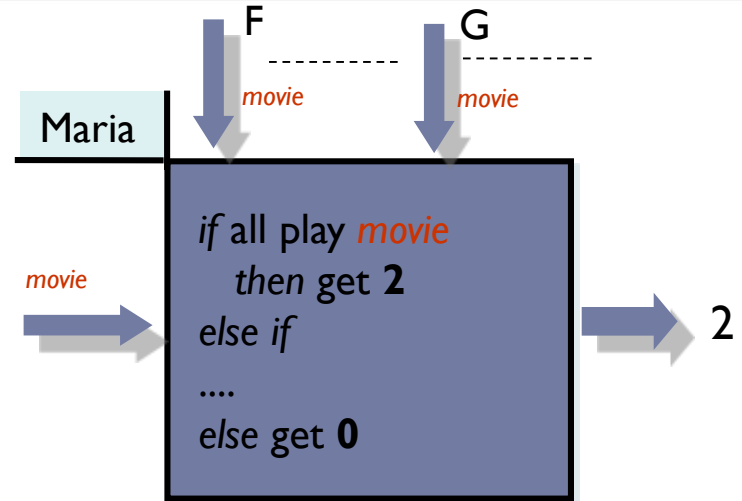 F G
movie movie
Maria
if all play movie
then get 2
movie
else if
2
....
else get 0